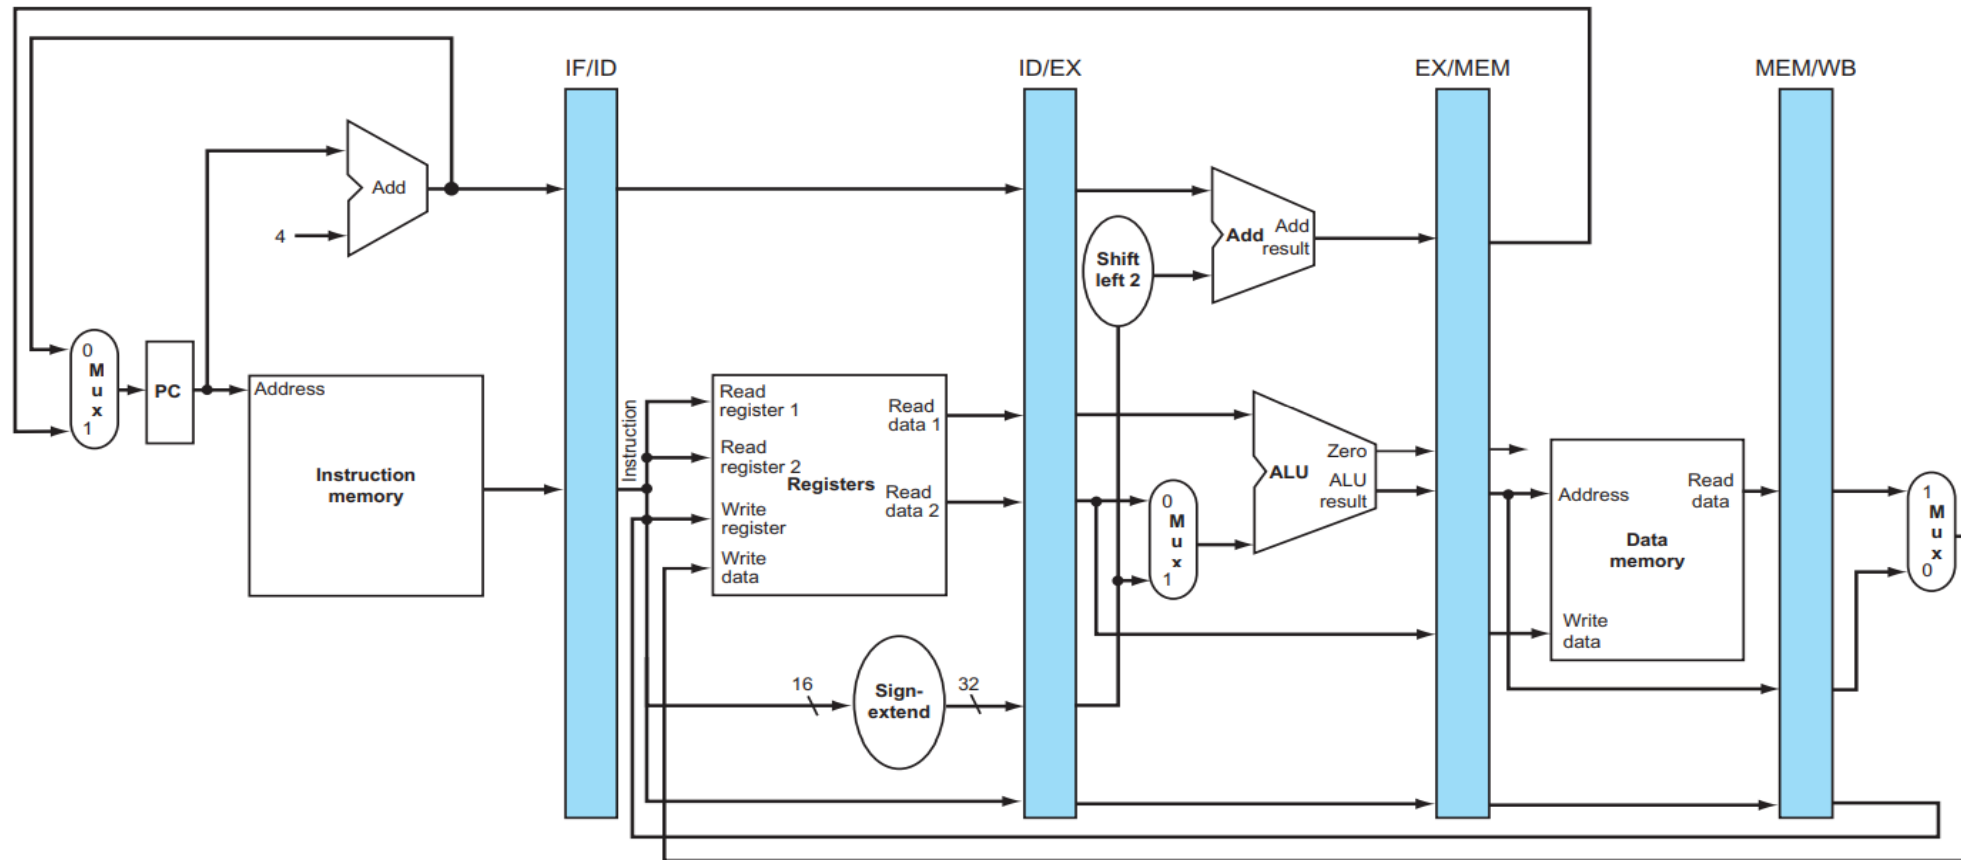 IF/ID
ID/EX
EX/MEM
MEM/WB
Add
4
Add
Add
result
Shift
left 2
0
M
u
x
1
PC
Address
Instruction
memory
Instruction
Read
register 1
Read
register 2
Write
register
Write
data
Registers
Read
data 1
Read
data 2
16
Sign-
extend
32
0
M
u
x
1
Zero
ALU
ALU
result
Address
Read
data
Data
memory
Write
data
1
M
u
x
0